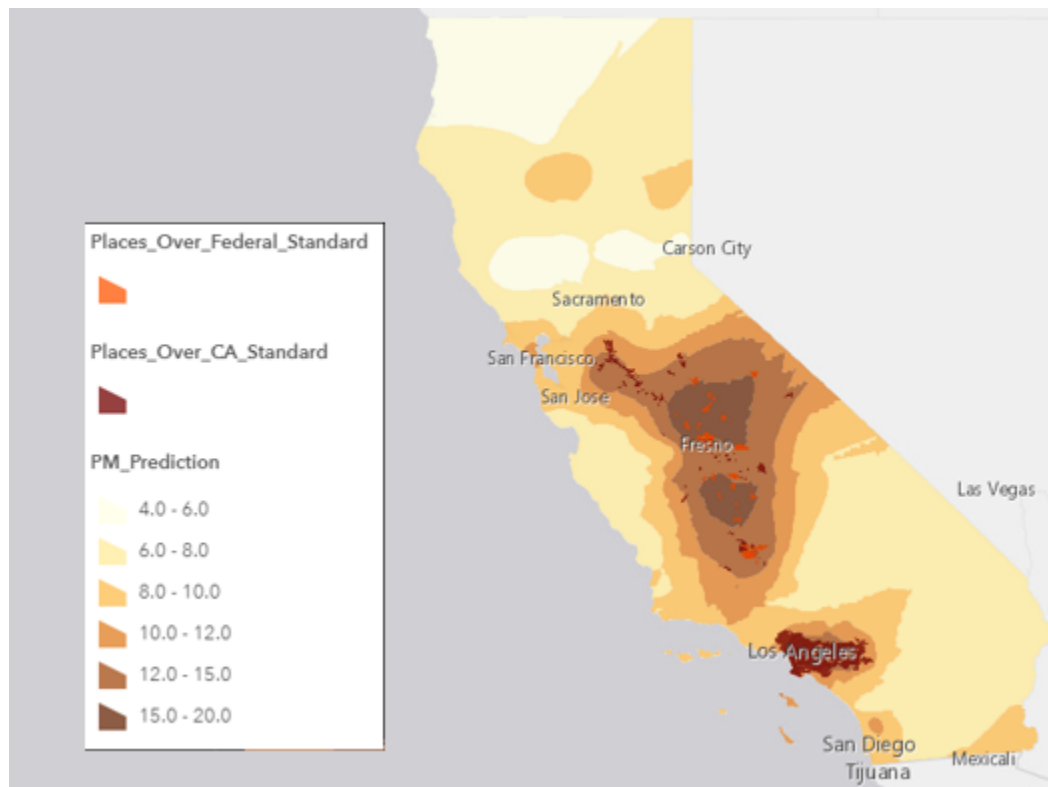 Places_Over_Federal_Standard
Places_Over_CA_Standard
PM_Prediction
4.0 - 6.0
6.0 - 8.0
8.0 - 10.0
10.0 - 12.0
12.0 - 15.0
15.0 - 20.0
Carson City
Sacramento
San Francisco
San Jose
Fresno
Las Vegas
Los Angeles
San Diego
Tijuana
Mexicali